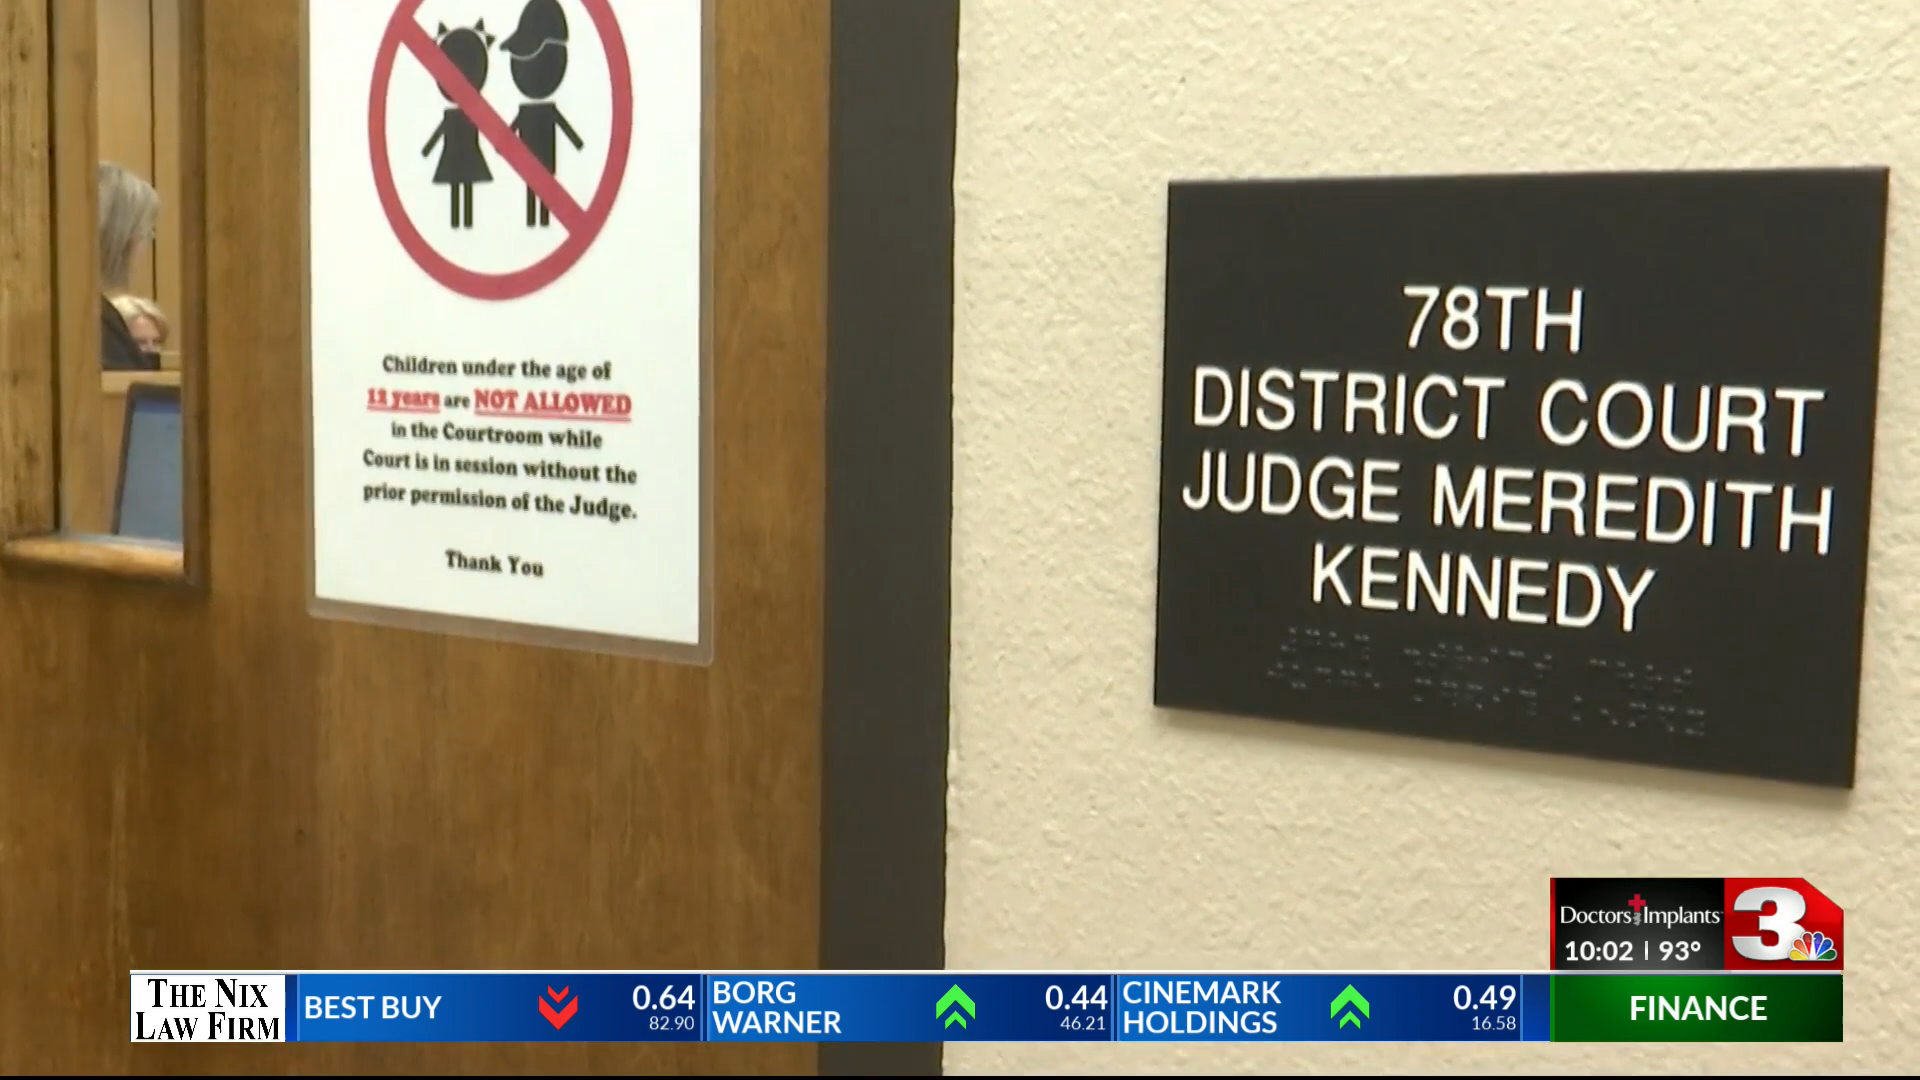 Children under the age of
12 years are NOT ALLOWED
in the Courtroom while
Court is in session without the
prior permission of the Judge.
Thank You
78TH
DISTRICT COURT
JUDGE MEREDITH
KENNEDY
Doctors Implants
3
10:02 | 93°
THE NIX
LAW FIRM
BEST BUY
0.64
82.90
BORG
WARNER
0.44
46.21
CINEMARK
HOLDINGS
0.49
16.58
FINANCE